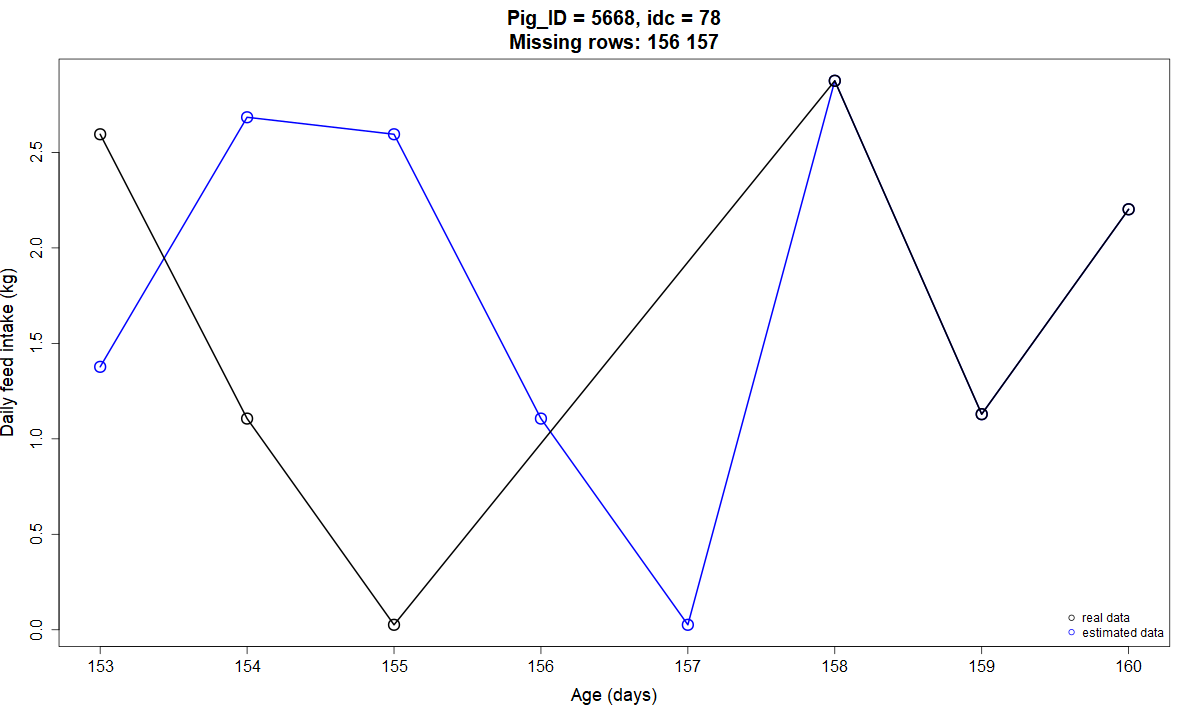 Pig_ID = 5668, idc = 78
Missing rows: 156 157
Daily feed intake (kg)
2.5
2.0
1.5
1.0
0.5
0.0
153 154 155 156 157 158 159 160
Age (days)
real data
estimated data